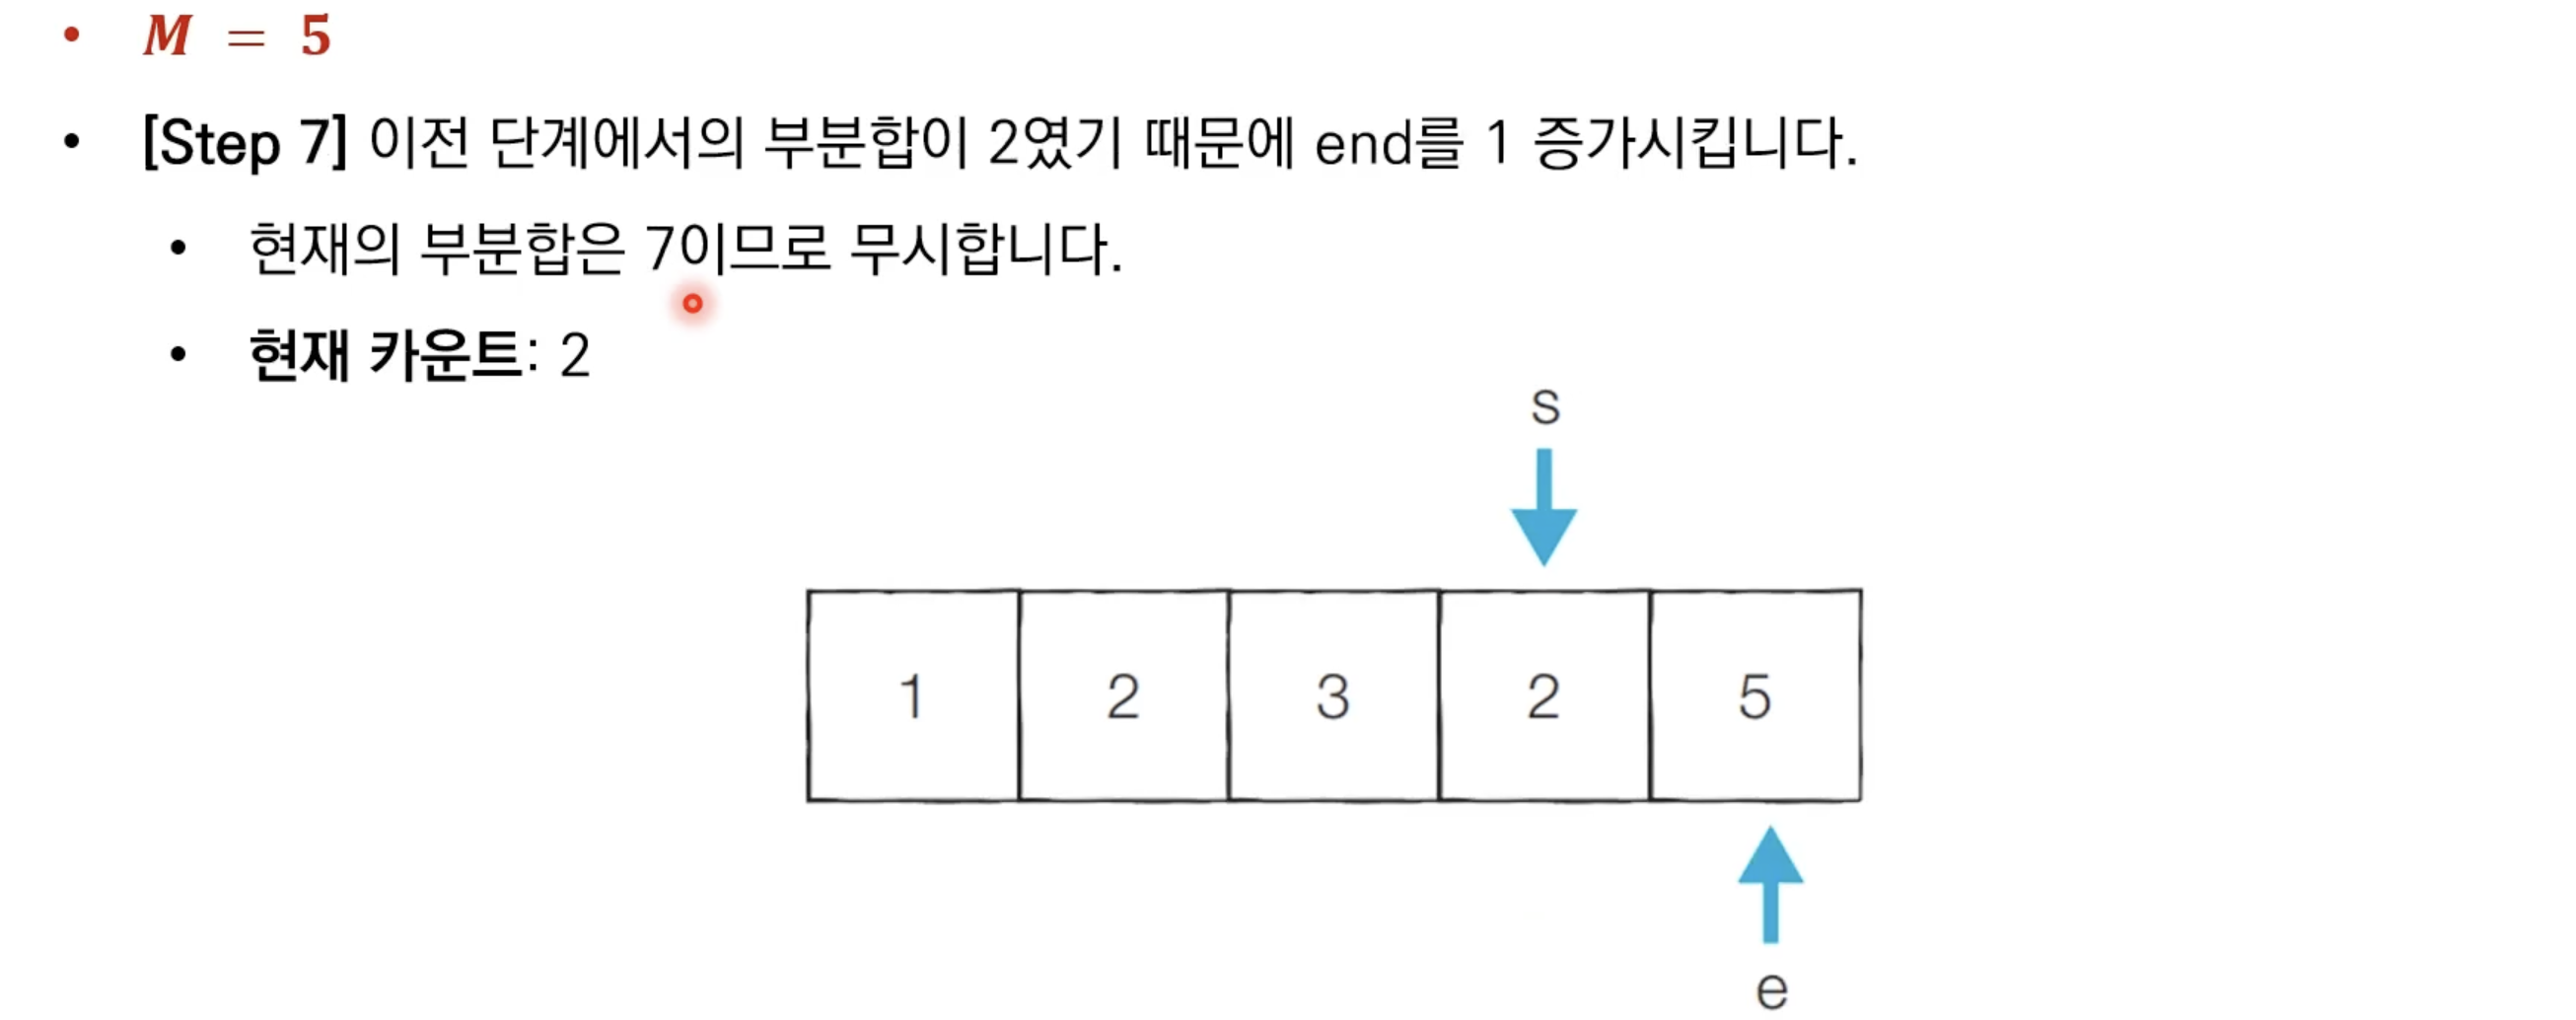 • M = 5
• [Step 7] 이전 단계에서의 부분합이 2였기 때문에 end를 1 증가시킵니다.
• 현재의 부분합은 7이므로 무시합니다.
• 현재 카운트: 2
s
1 2 3 2 5
e